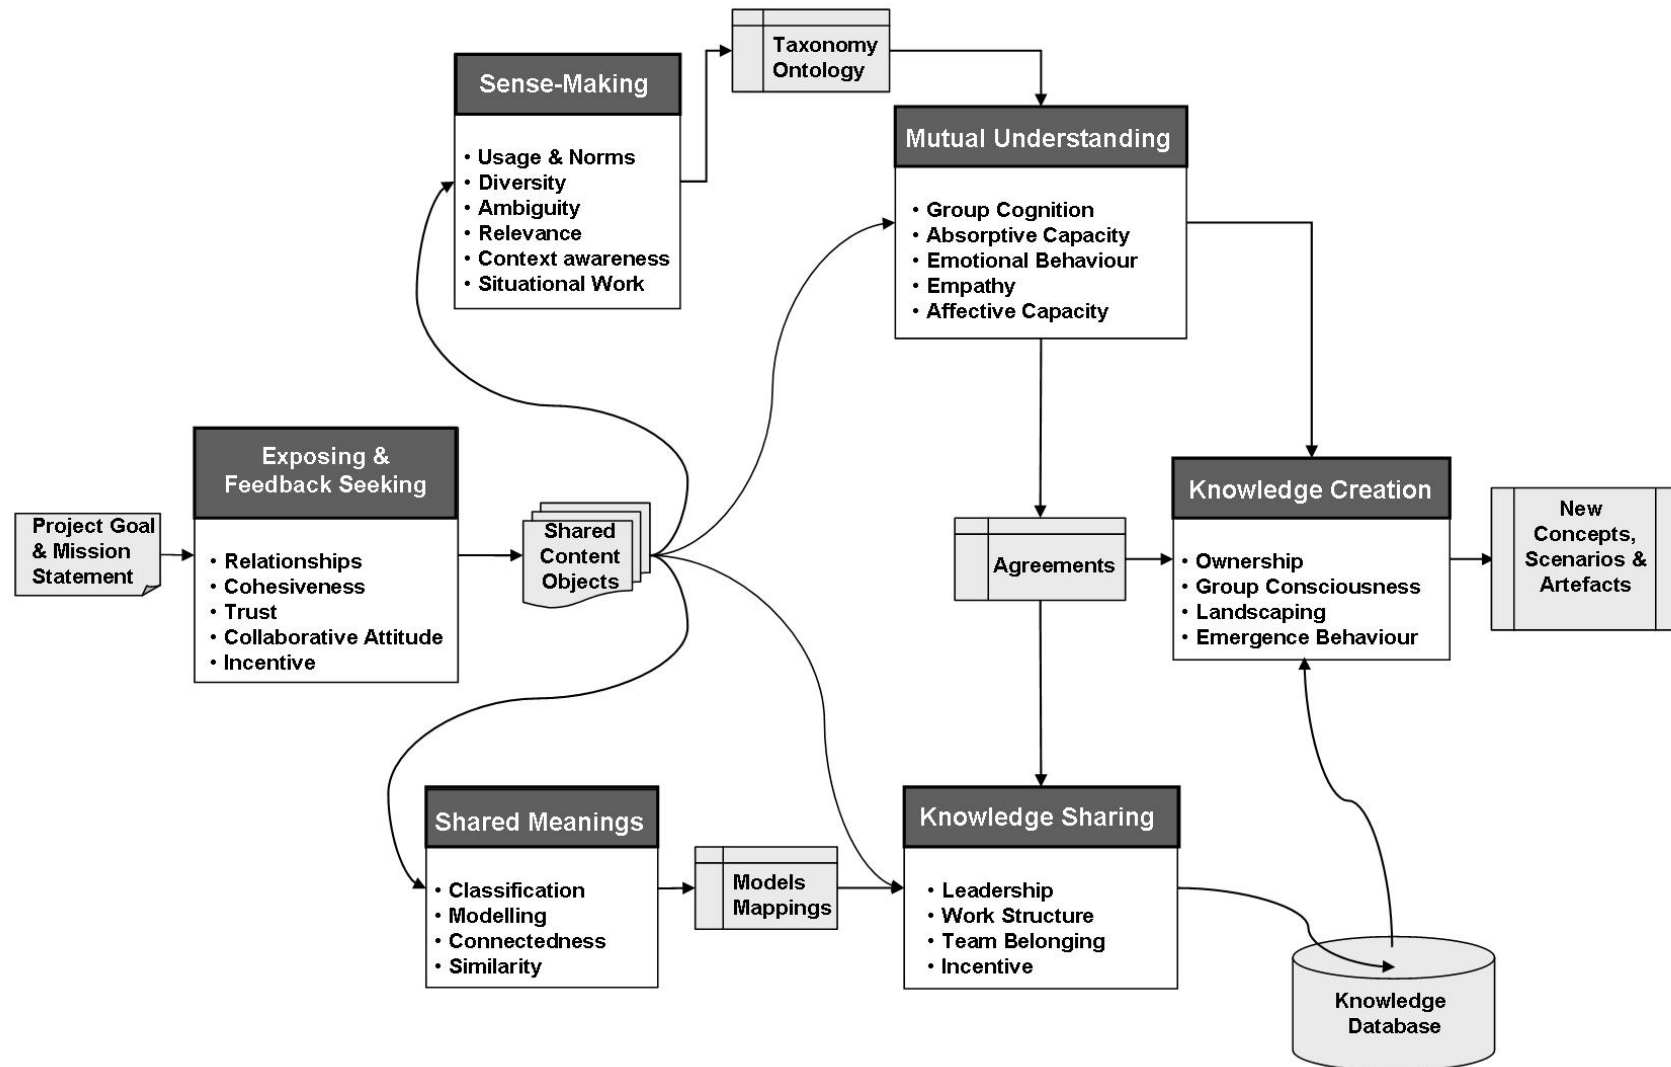 Taxonomy
Ontology
Sense-Making
• Usage & Norms
• Diversity
• Ambiguity
• Relevance
• Context awareness
• Situational Work
Mutual Understanding
• Group Cognition
• Absorptive Capacity
• Emotional Behaviour
• Empathy
• Affective Capacity
Project Goal
& Mission
Statement
Exposing &
Feedback Seeking
• Relationships
• Cohesiveness
• Trust
• Collaborative Attitude
• Incentive
Shared
Content
Objects
Agreements
Knowledge Creation
• Ownership
• Group Consciousness
• Landscaping
• Emergence Behaviour
New
Concepts,
Scenarios &
Artefacts
Shared Meanings
• Classification
• Modelling
• Connectedness
• Similarity
Models
Mappings
Knowledge Sharing
• Leadership
• Work Structure
• Team Belonging
• Incentive
Knowledge
Database